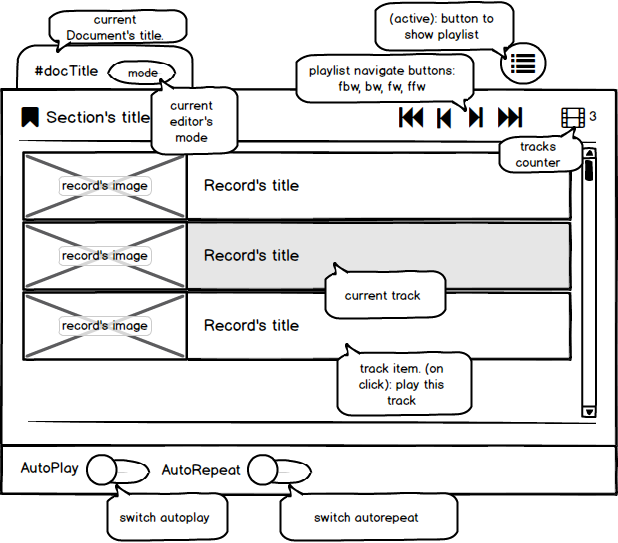 current
Document's title.
(active): button to
show playlist
#docTitle
mode
playlist navigate buttons:
fbw, bw, fw, ffw
current
editor's
mode
Section's title
3
tracks
counter
record's image
Record's title
record's image
Record's title
current track
record's image
Record's title
track item. (on
click): play this
track
AutoPlay
AutoRepeat
switch autoplay
switch autorepeat